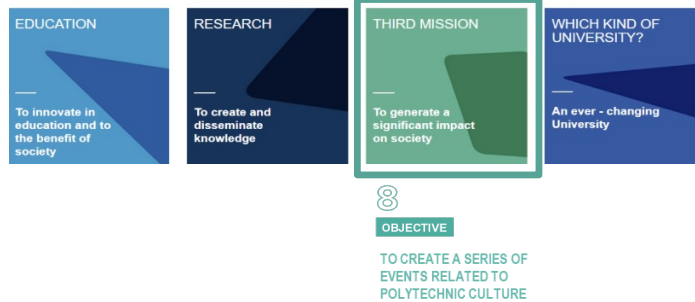 EDUCATION
To innovate in
education and to
the benefit of
society
RESEARCH
To create and
disseminate
knowledge
THIRD MISSION
To generate a
significant impact
on society
WHICH KIND OF
UNIVERSITY?
An ever - changing
University
8
OBJECTIVE
TO CREATE A SERIES OF
EVENTS RELATED TO
POLYTECHNIC CULTURE